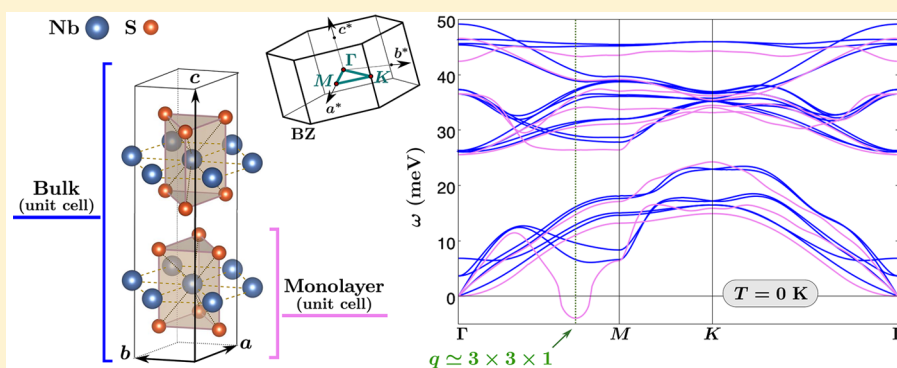 Nb S
c
Bulk
(unit cell)
Monolayer
(unit cell)
b
a
c*
b*
Γ
M
K
a*
BZ
ω (meV)
50
40
30
20
10
0
T = 0 K
Γ M K Γ
q ≃ 3 × 3 × 1